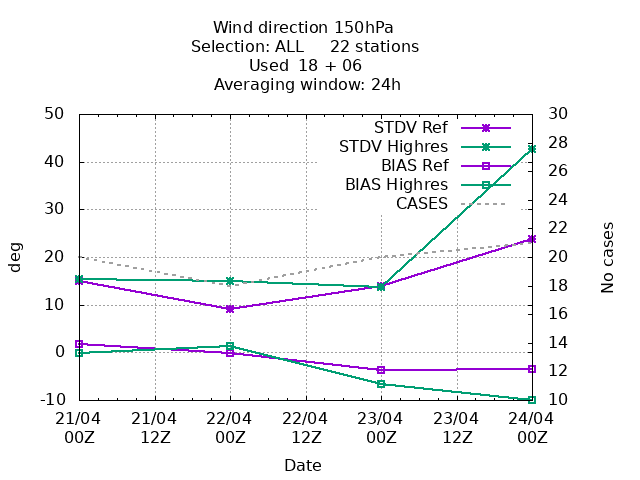 Wind direction 150hPa
Selection: ALL 22 stations
Used 18 + 06
Averaging window: 24h
50
40
30
20
10
0
-10
deg
STDV Ref
STDV Highres
BIAS Ref
BIAS Highres
CASES
30
28
26
24
22
20
18
16
14
12
10
No cases
21/04 21/04 22/04 22/04 23/04 23/04 24/04
00Z 12Z 00Z 12Z 00Z 12Z 00Z
Date